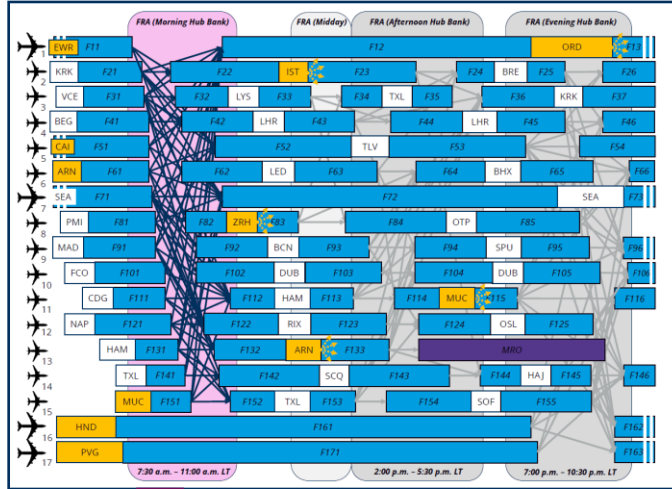 FRA (Morning Hub Bank) FRA (Midday) FRA (Afternoon Hub Bank) FRA (Evening Hub Bank)
1 EWR F11 F12 ORD F13
2 KRK F21 F22 IST F23 F24 BRE F25 F26
3 VCE F31 F32 LYS F33 F34 TXL F35 F36 KRK F37
4 BEG F41 F42 LHR F43 F44 LHR F45 F46
5 CAI F51 F52 TLV F53 F54
6 ARN F61 F62 LED F63 F64 BHX F65 F66
7 SEA F71 F72 SEA F73
8 PMI F81 F82 ZRH F83 F84 OTP F85
9 MAD F91 F92 BCN F93 F94 SPU F95 F96
10 FCO F101 F102 DUB F103 F104 DUB F105 F106
11 CDG F111 F112 HAM F113 F114 MUC F115 F116
12 NAP F121 F122 RIX F123 F124 OSL F125
13 HAM F131 F132 ARN F133 MRO
14 TXL F141 F142 SCQ F143 F144 HAJ F145 F146
15 MUC F151 F152 TXL F153 F154 SOF F155
16 HND F161 F162
17 PVG F171 F163
7:30 a.m. – 11:00 a.m. LT 2:00 p.m. – 5:30 p.m. LT 7:00 p.m. – 10:30 p.m. LT